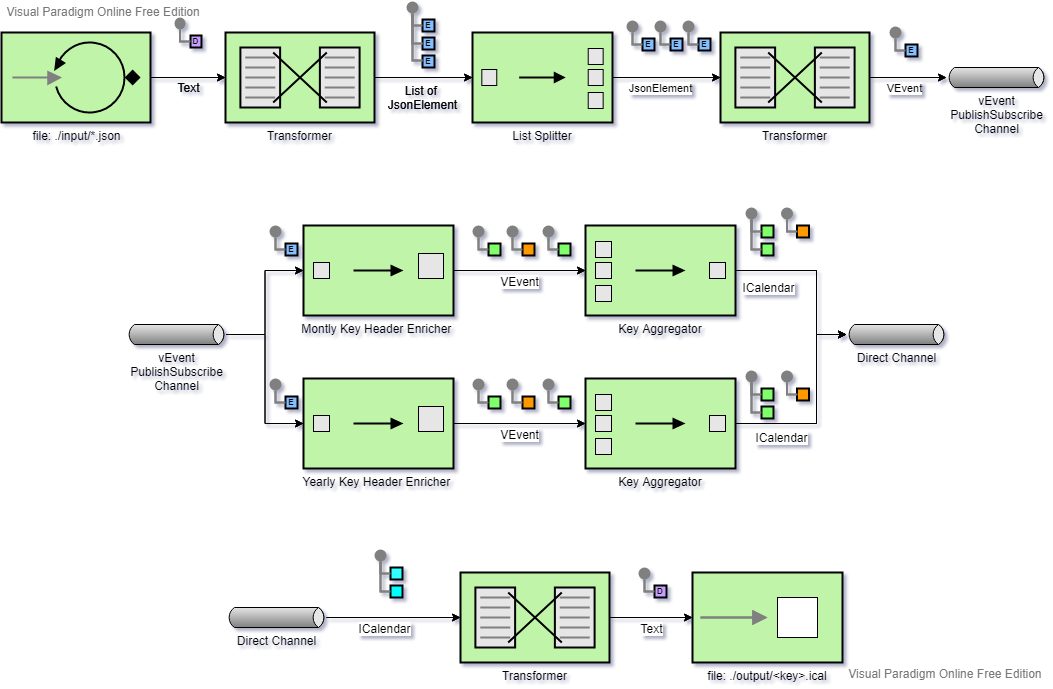 Visual Paradigm Online Free Edition
D
Text
E
E
E
List of
JsonElement
E
E
E
JsonElement
E
VEvent
file: ./input/*.json
Transformer
List Splitter
Transformer
vEvent
PublishSubscribe
Channel
E
VEvent
ICalendar
Montly Key Header Enricher
Key Aggregator
vEvent
PublishSubscribe
Channel
Direct Channel
E
VEvent
ICalendar
Yearly Key Header Enricher
Key Aggregator
D
ICalendar
Text
Direct Channel
Transformer
file: ./output/<key>.ical
Visual Paradigm Online Free Edition